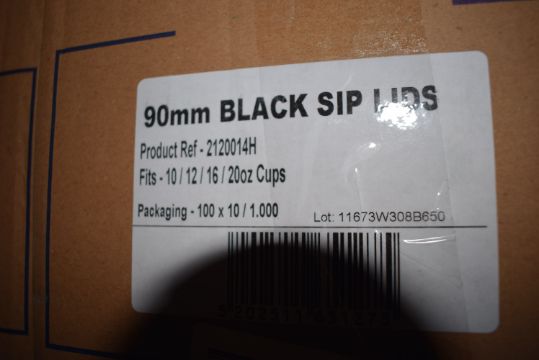 90mm BLACK SIP LIDS
Product Ref - 2120014H
Fits - 10 / 12 / 16 / 20oz Cups
Packaging - 100 x 10 / 1.000
Lot: 11673W308B650